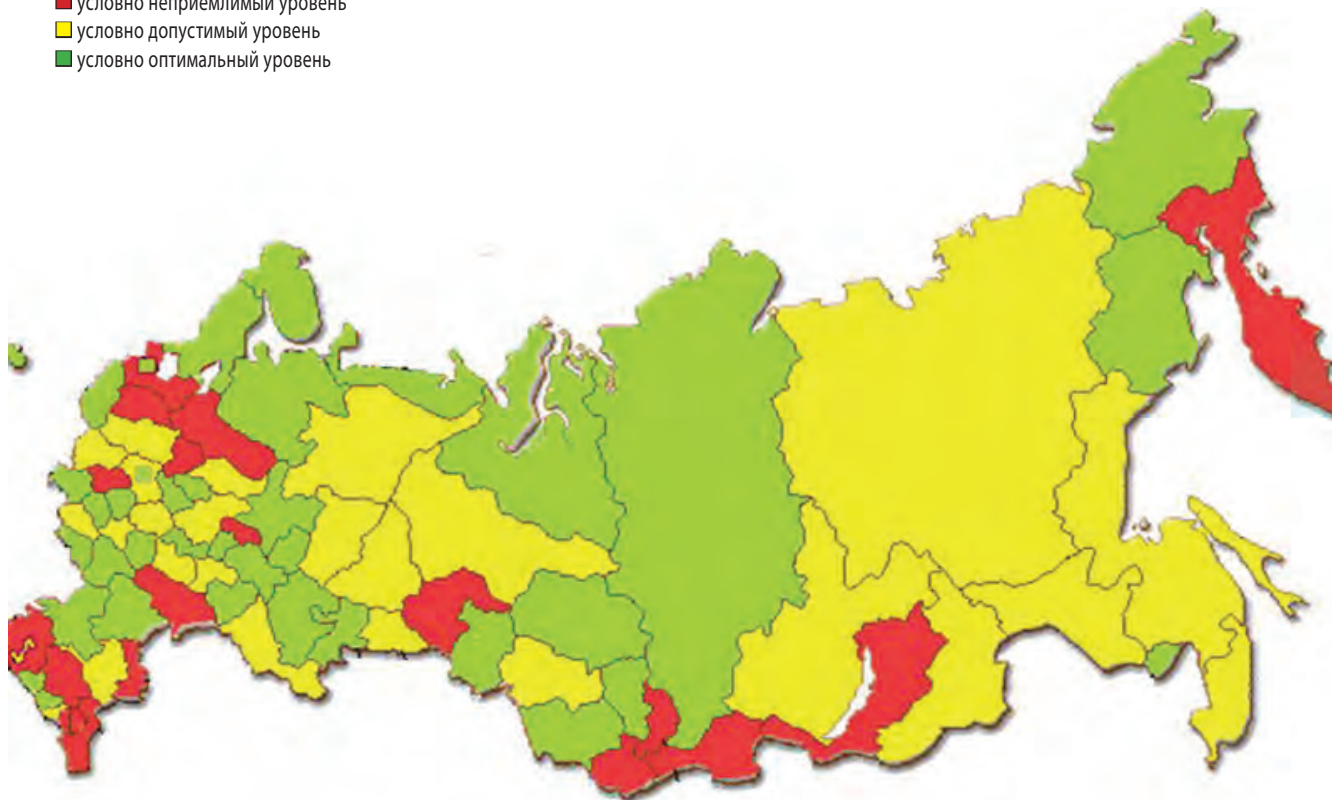 условно неприемлимый уровень
условно допустимый уровень
условно оптимальный уровень